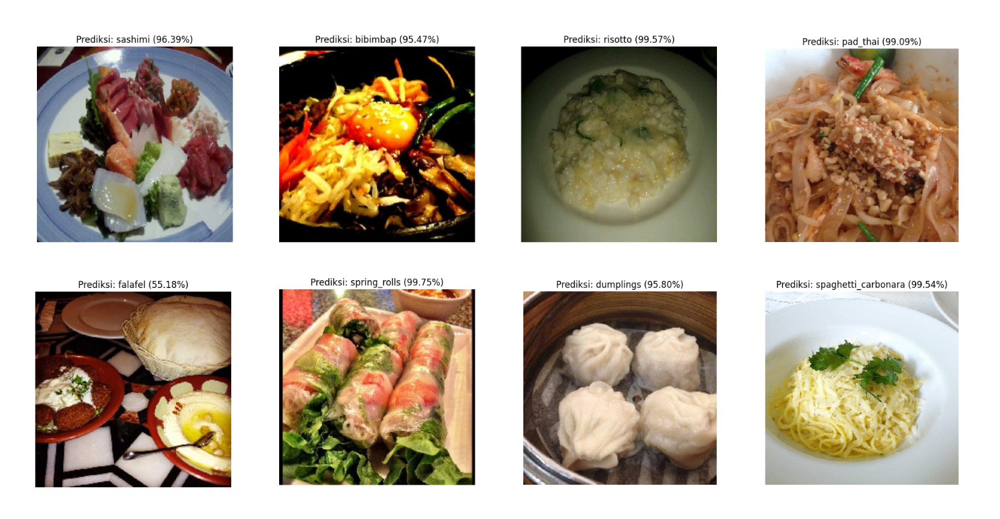 Prediksi: sashimi (96.39%)
Prediksi: bibimbap (95.47%)
Prediksi: risotto (99.57%)
Prediksi: pad_thai (99.09%)
Prediksi: falafel (55.18%)
Prediksi: spring_rolls (99.75%)
Prediksi: dumplings (95.80%)
Prediksi: spaghetti_carbonara (99.54%)